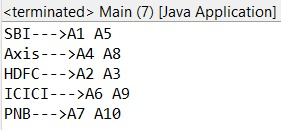 <terminated> Main (7) [Java Application]
SBI--->A1 A5
Axis--->A4 A8
HDFC--->A2 A3
ICICI--->A6 A9
PNB--->A7 A10